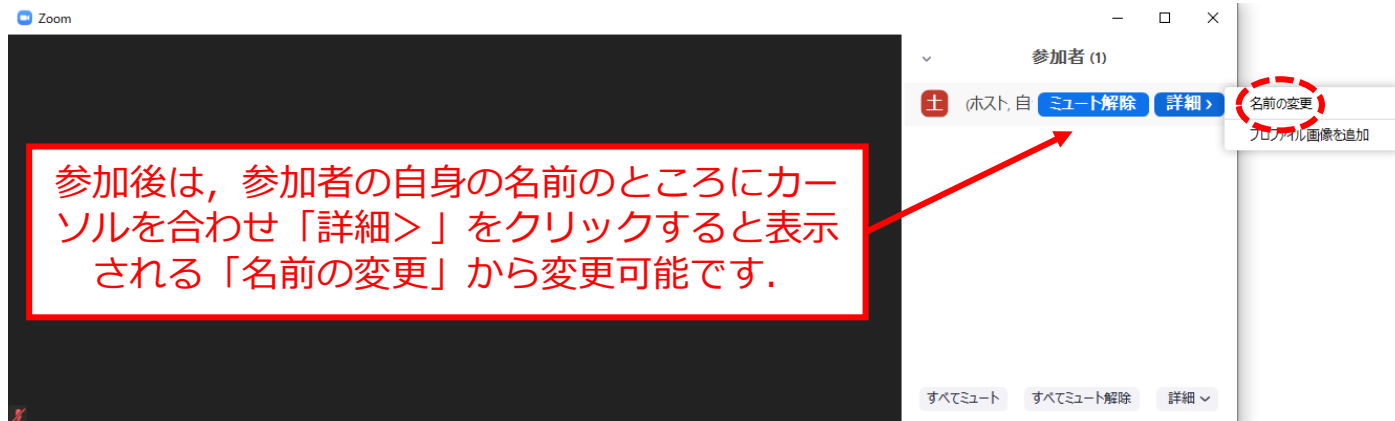 Zoom
参加者 (1)
土 (ホスト, 自 ミュート解除 詳細 >
名前の変更
プロファイル画像を追加
参加後は，参加者の自身の名前のところにカー
ソルを合わせ「詳細＞」をクリックすると表示
される「名前の変更」から変更可能です．
すべてミュート すべてミュート解除 詳細